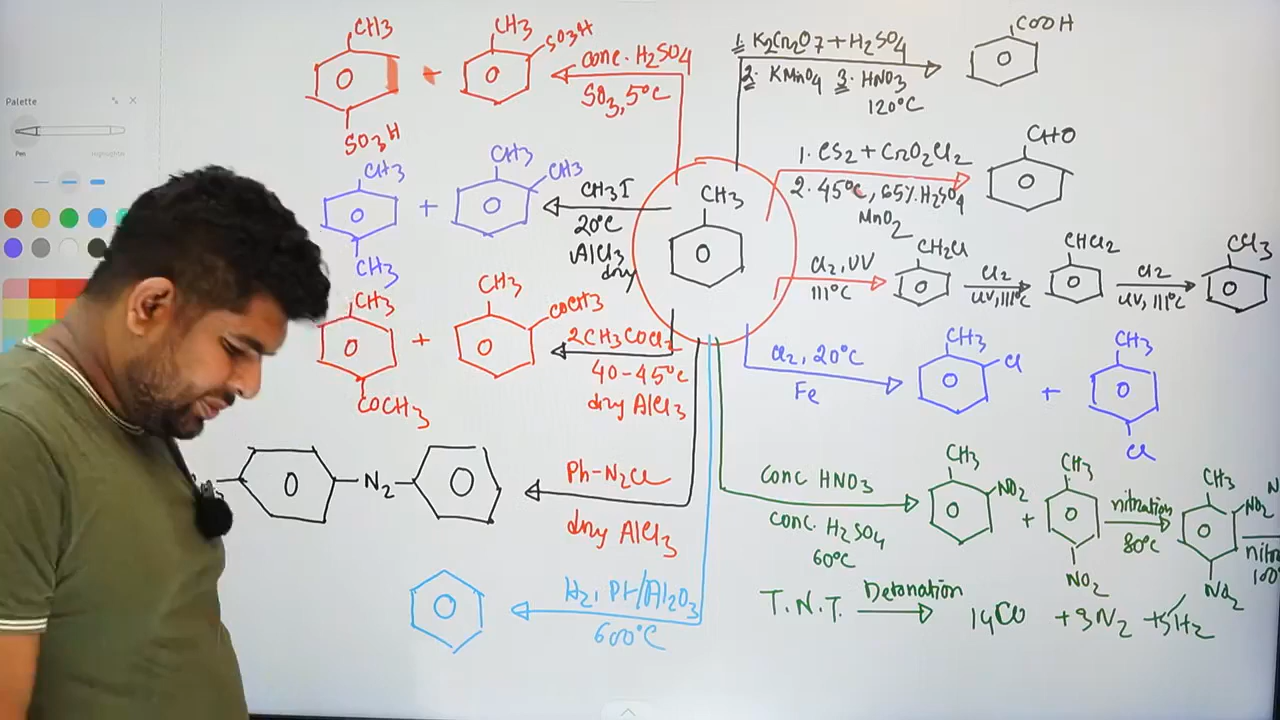 Palette
Pen
Highlighter
CH3
SO3H
+
CH3
SO3H
conc. H2SO4
SO3, 5°C
1. K2Cr2O7 + H2SO4
2. KMnO4 3. HNO3
120°C
COOH
CH3
CH3
+
CH3
CH3
CH3I
20°C
AlCl3
dry
CH3
1. CS2 + CrO2Cl2
2. 45°C, 65% H2SO4
MnO2
CHO
Cl2, UV
111°C
CH2Cl
Cl2
UV, 111°C
CHCl2
Cl2
UV, 111°C
CCl3
CH3
COCH3
+
CH3
COCH3
2CH3COCl
40-45°C
dry AlCl3
Cl2, 20°C
Fe
CH3
Cl
+
CH3
Cl
N2
Ph-N2Cl
dry AlCl3
Conc HNO3
Conc. H2SO4
60°C
CH3
NO2
+
CH3
NO2
nitration
80°C
CH3
NO2
NO2
H2, Pt/Al2O3
600°C
T.N.T.
Detonation
14CO + 3N2 + 5H2